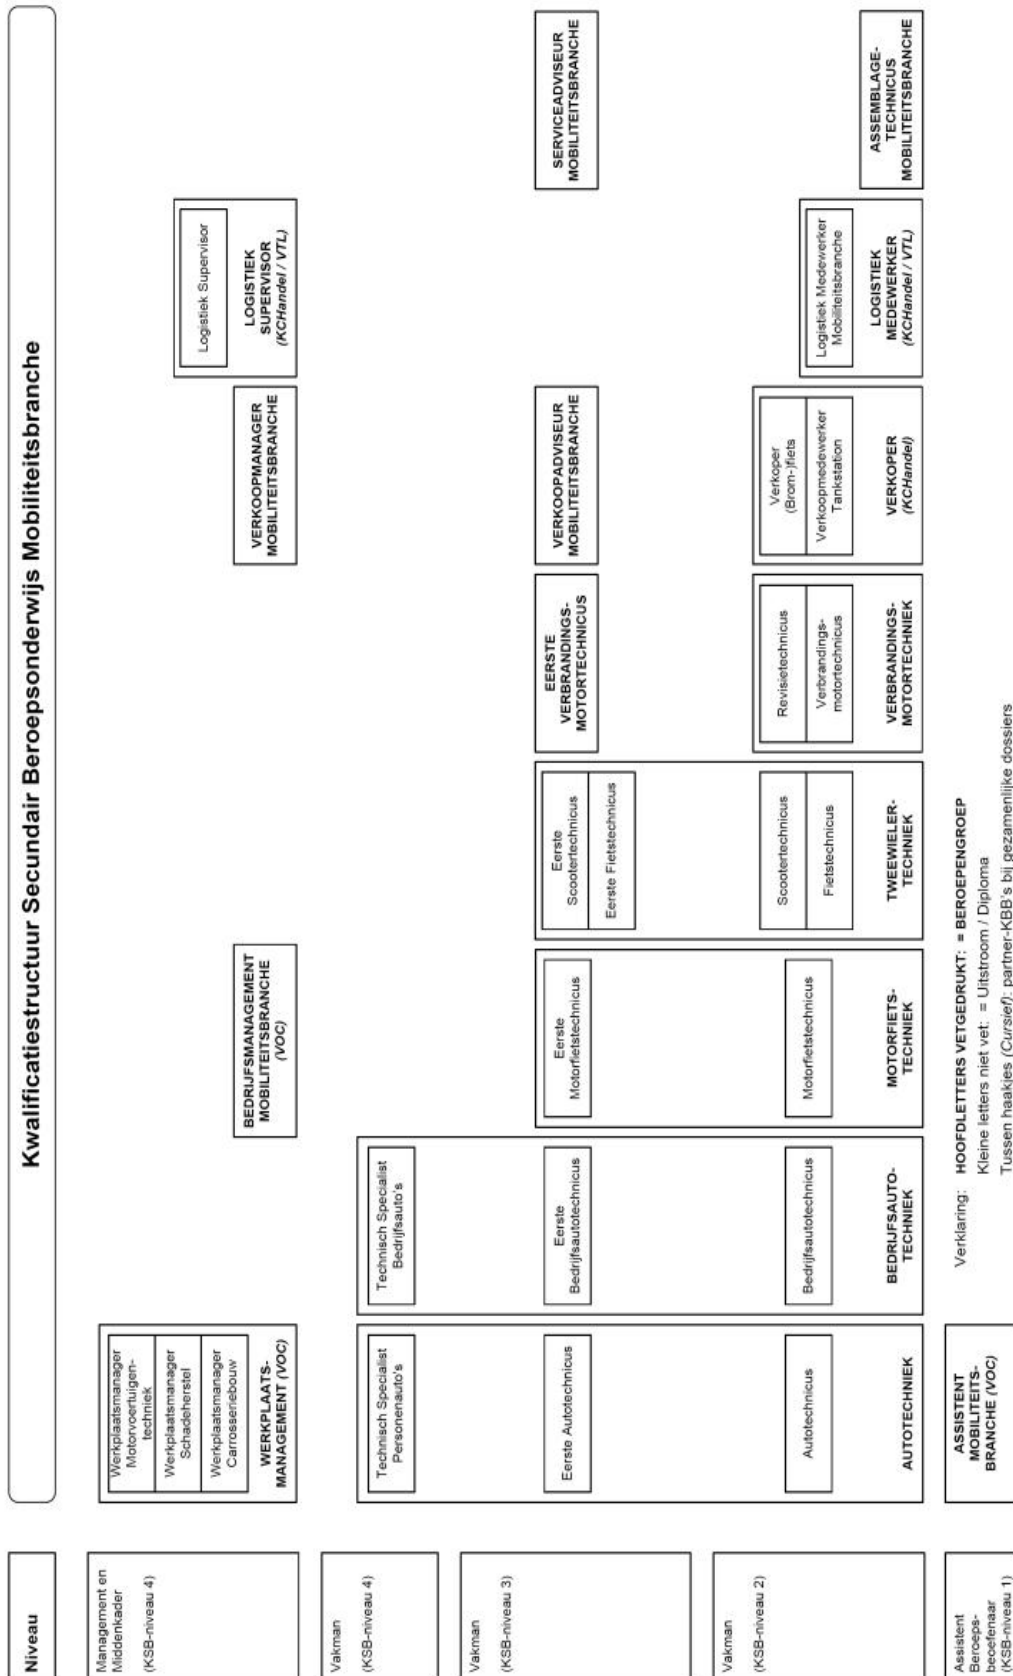 Niveau
Kwalificatiestructuur Secundair Beroepsonderwijs Mobiliteitsbranche
Management en
Middenkader
(KSB-niveau 4)
Werkplaatsmanager
Motorvoertuigen-
techniek
Werkplaatsmanager
Schadeherstel
Werkplaatsmanager
Carrosseriebouw
WERKPLAATS-
MANAGEMENT (VOC)
BEDRIJFSMANAGEMENT
MOBILITEITSBRANCHE
(VOC)
VERKOOPMANAGER
MOBILITEITSBRANCHE
Logistiek Supervisor
LOGISTIEK
SUPERVISOR
(KCHandel / VTL)
Vakman
(KSB-niveau 4)
Technisch Specialist
Personenauto's
Technisch Specialist
Bedrijfsauto's
Vakman
(KSB-niveau 3)
Eerste Autotechnicus
Eerste
Bedrijfsautotechnicus
Eerste
Motorfietstechnicus
Eerste
Scootertechnicus
Eerste Fietstechnicus
EERSTE
VERBRANDINGS-
MOTORTECHNICUS
VERKOOPADVISEUR
MOBILITEITSBRANCHE
SERVICEADVISEUR
MOBILITEITSBRANCHE
Vakman
(KSB-niveau 2)
Autotechnicus
AUTOTECHNIEK
Bedrijfsautotechnicus
BEDRIJFSAUTO-
TECHNIEK
Motorfietstechnicus
MOTORFIETS-
TECHNIEK
Scootertechnicus
Fietstechnicus
TWEEWIELER-
TECHNIEK
Revisietechnicus
Verbrandings-
motortechnicus
VERBRANDINGS-
MOTORTECHNIEK
Verkoper
(Brom-)fiets
Verkoopmedewerker
Tankstation
VERKOPER
(KCHandel)
Logistiek Medewerker
Mobiliteitsbranche
LOGISTIEK
MEDEWERKER
(KCHandel / VTL)
ASSEMBLAGE-
TECHNICUS
MOBILITEITSBRANCHE
Assistent
Beroeps-
beoefenaar
(KSB-niveau 1)
ASSISTENT
MOBILITEITS-
BRANCHE (VOC)
Verklaring: HOOFDLETTERS VETGEDRUKT: = BEROEPENGROEP
Kleine letters niet vet: = Uitstroom / Diploma
Tussen haakjes (Cursief): partner-KBB's bij gezamenlijke dossiers